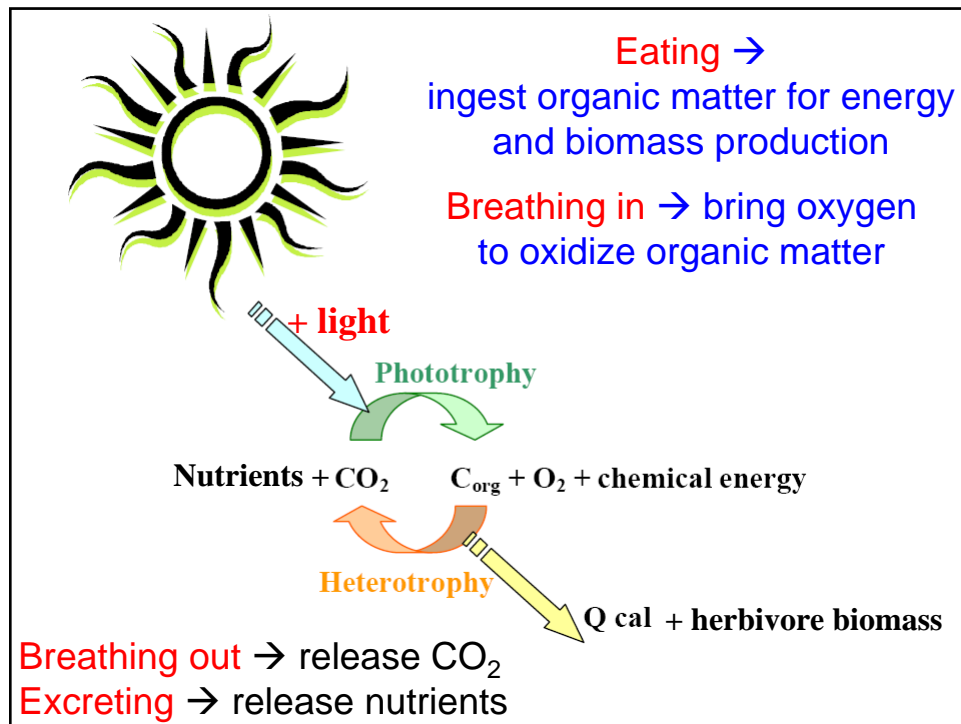 Eating →
ingest organic matter for energy
and biomass production
Breathing in → bring oxygen
to oxidize organic matter
+ light
Phototrophy
Nutrients + CO₂ C_org + O₂ + chemical energy
Heterotrophy
Q cal + herbivore biomass
Breathing out → release CO₂
Excreting → release nutrients